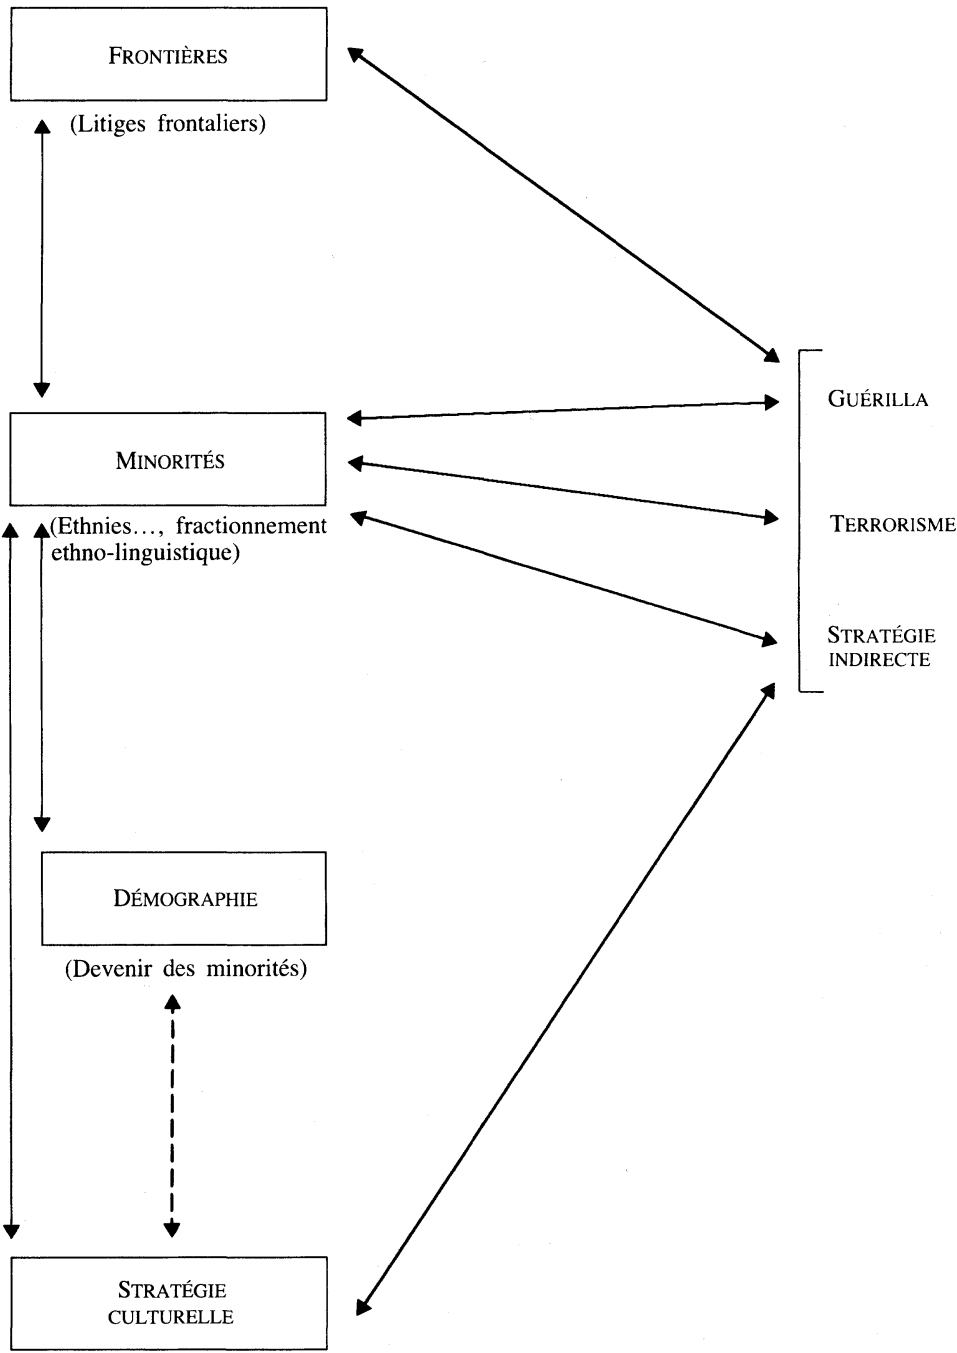 FRONTIÈRES
(Litiges frontaliers)
GUÉRILLA
MINORITÉS
(Ethnies..., fractionnement
ethno-linguistique)
TERRORISME
STRATÉGIE
INDIRECTE
DÉMOGRAPHIE
(Devenir des minorités)
STRATÉGIE
CULTURELLE